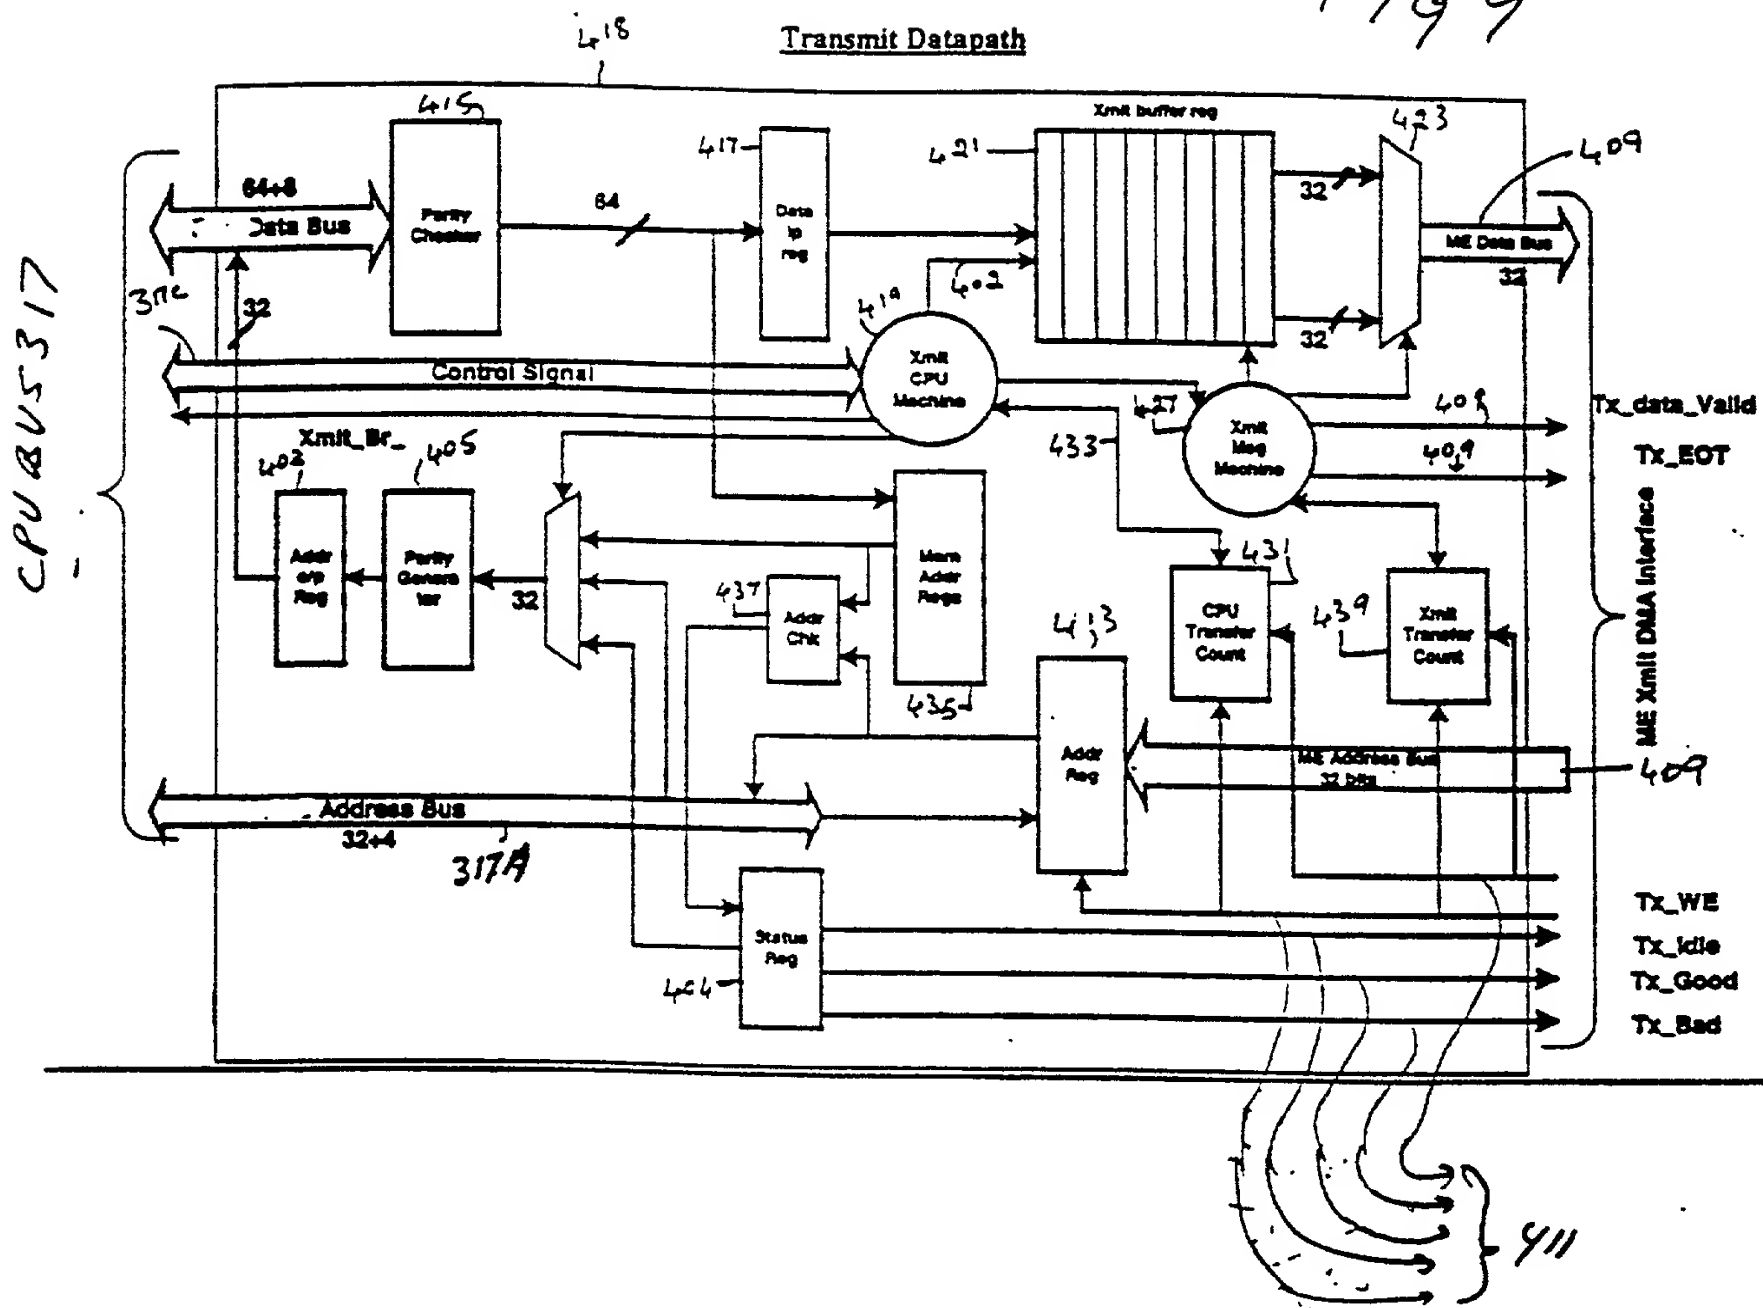 Transmit Datapath
418
415
Xmit buffer reg
423
417
421
409
64+8
Data Bus
Parity
Checker
64
Data
ip
reg
32
ME Data Bus
32
402
32
317c
32
419
CPU BUS 317
Control Signal
Xmit
CPU
Machine
427
Xmit
Msg
Machine
409
Tx_data_Valid
409
Tx_EOT
433
Xmit_Br_
402
405
Addr
o/p
Reg
Parity
Genera
tor
32
Mem
Addr
Regs
437
Addr
Chk
435
413
431
CPU
Transfer
Count
439
Xmit
Transfer
Count
ME Xmit DMA Interface
Addr
Reg
ME Address Bus
32 bits
409
Address Bus
32+4
317A
Status
Reg
404
Tx_WE
Tx_Idle
Tx_Good
Tx_Bad
411